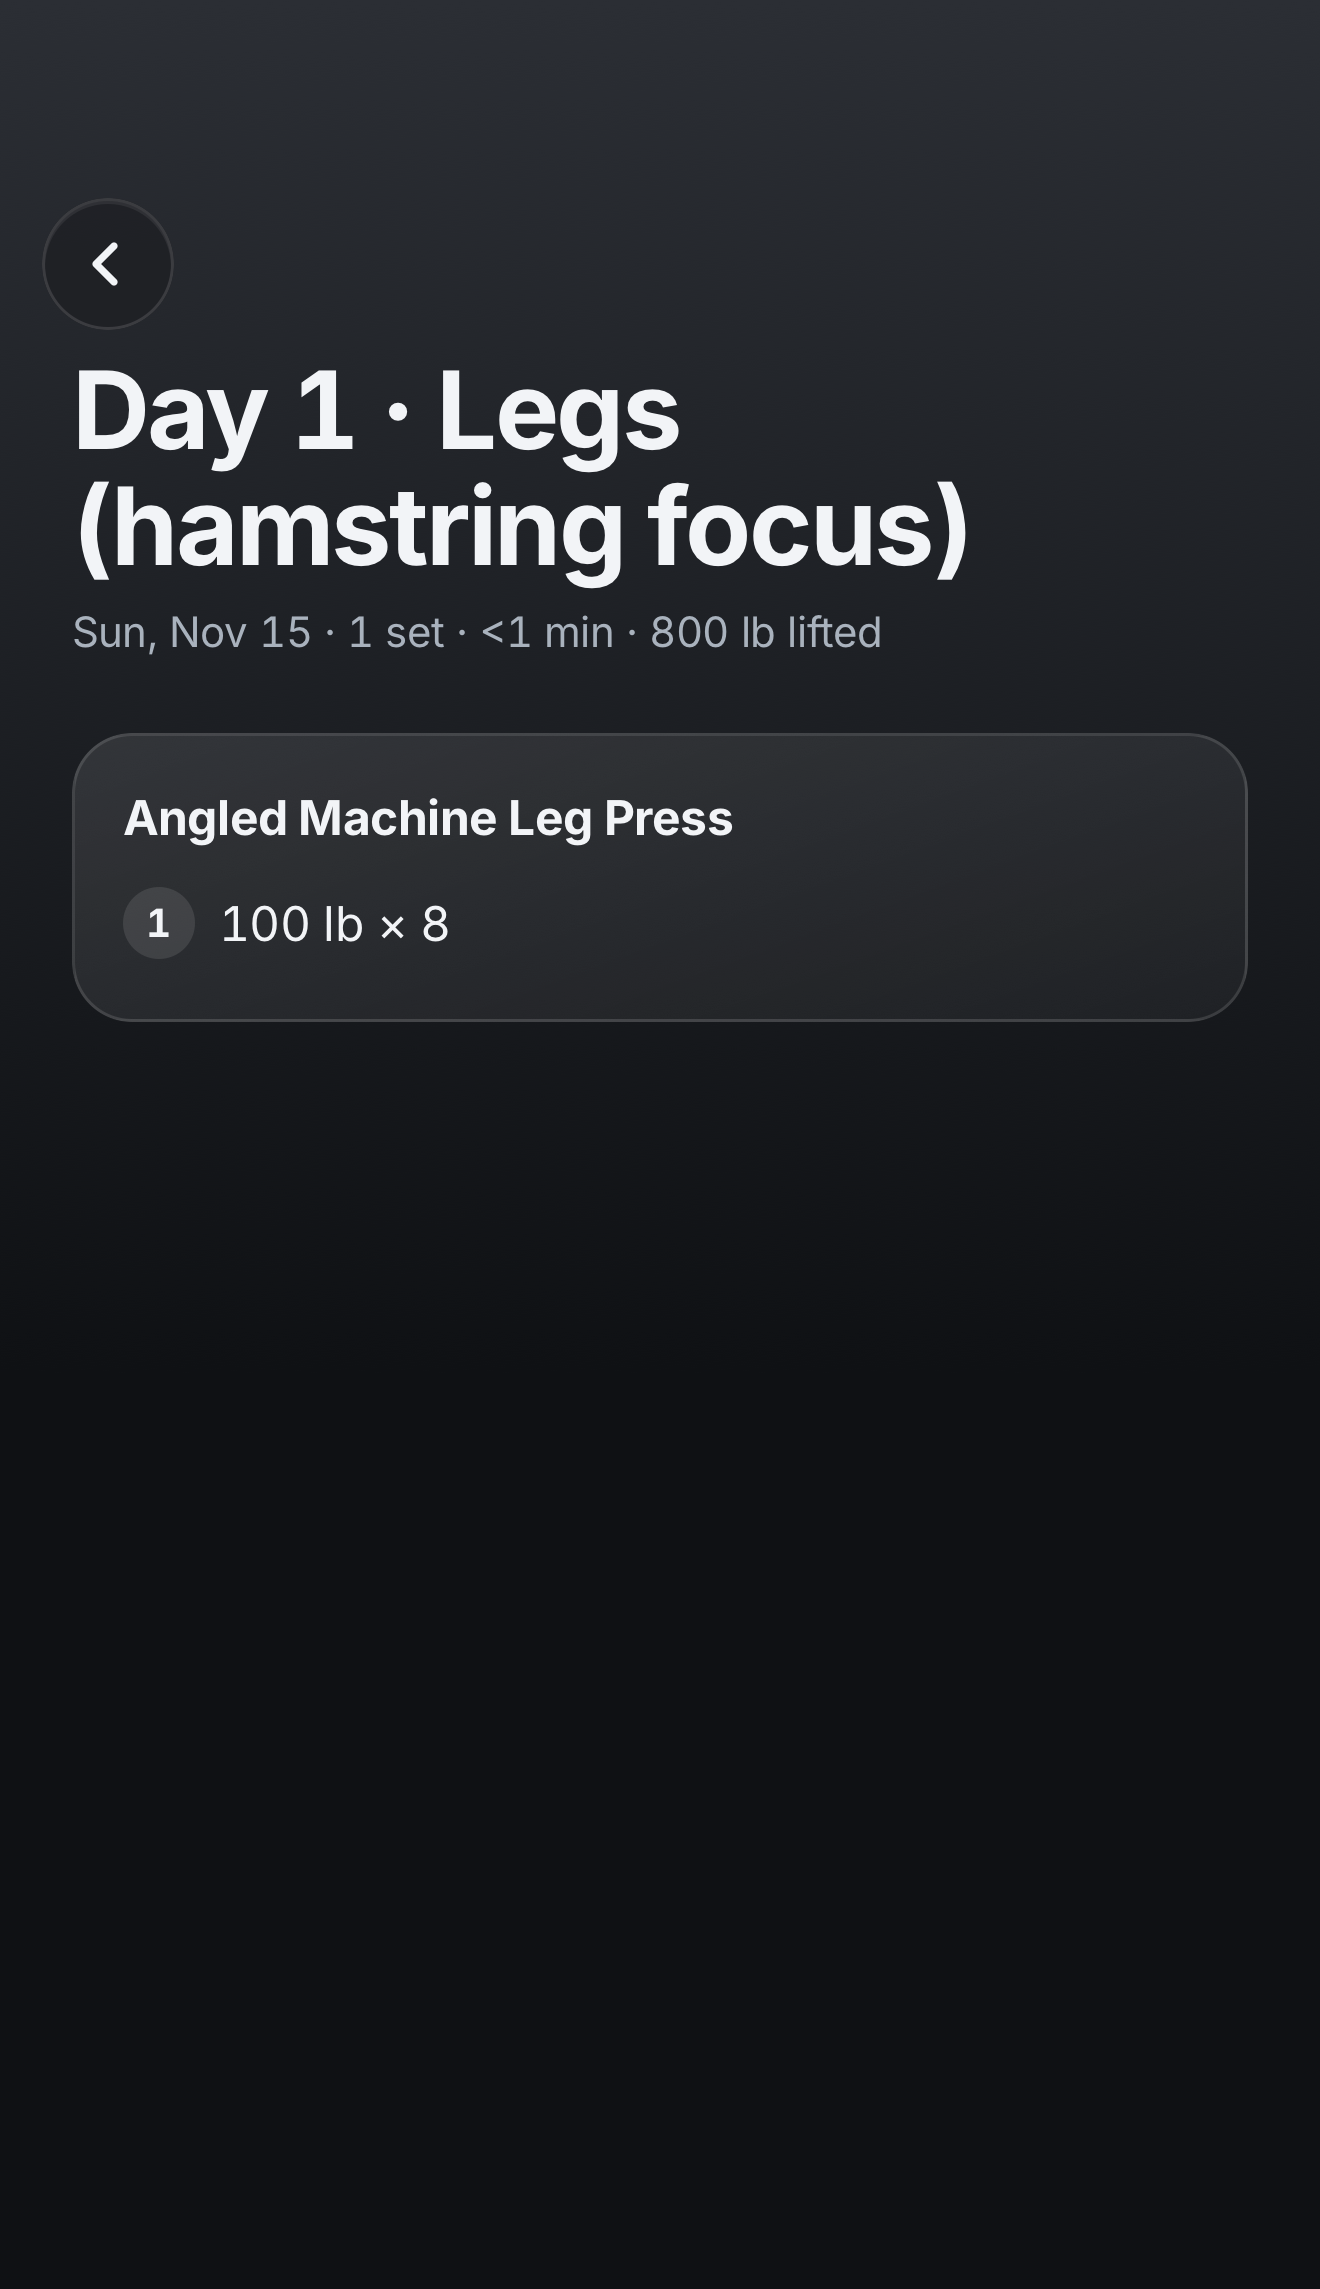 Day 1 · Legs
(hamstring focus)
Sun, Nov 15 · 1 set · <1 min · 800 lb lifted
Angled Machine Leg Press
1 100 lb × 8